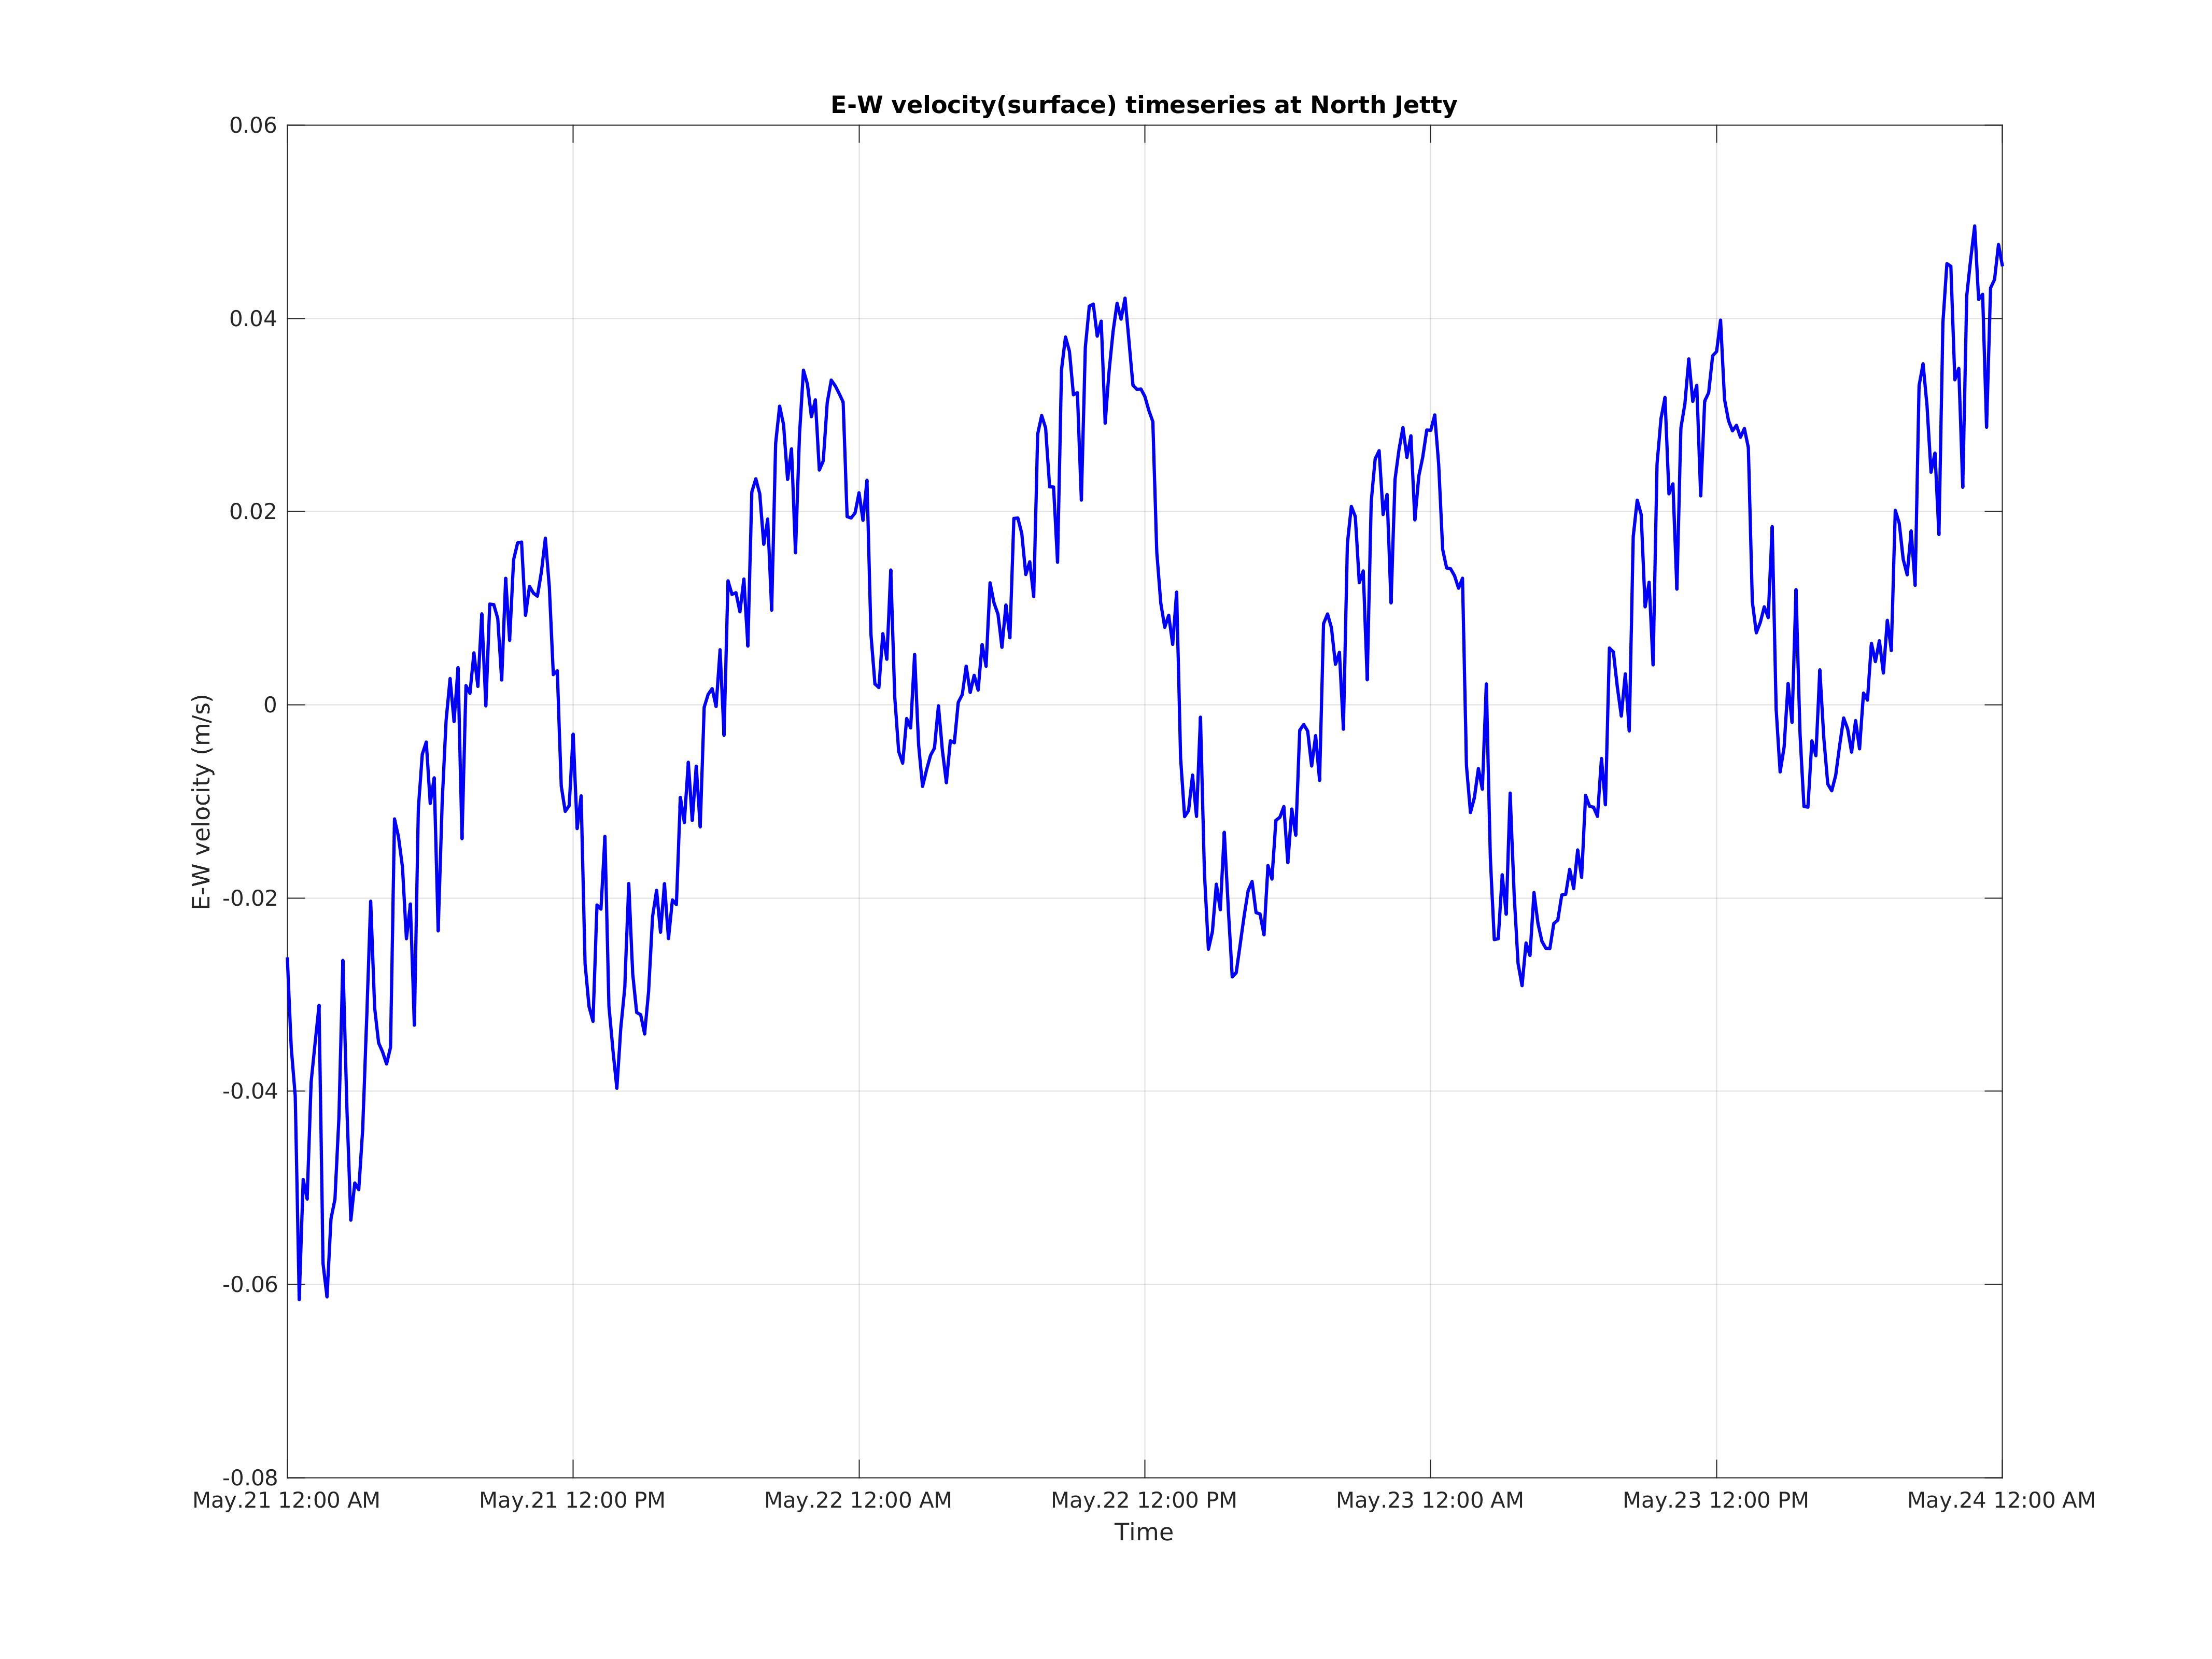 E-W velocity(surface) timeseries at North Jetty
0.06
0.04
0.02
0
-0.02
-0.04
-0.06
-0.08
E-W velocity (m/s)
May.21 12:00 AM May.21 12:00 PM May.22 12:00 AM May.22 12:00 PM May.23 12:00 AM May.23 12:00 PM May.24 12:00 AM
Time